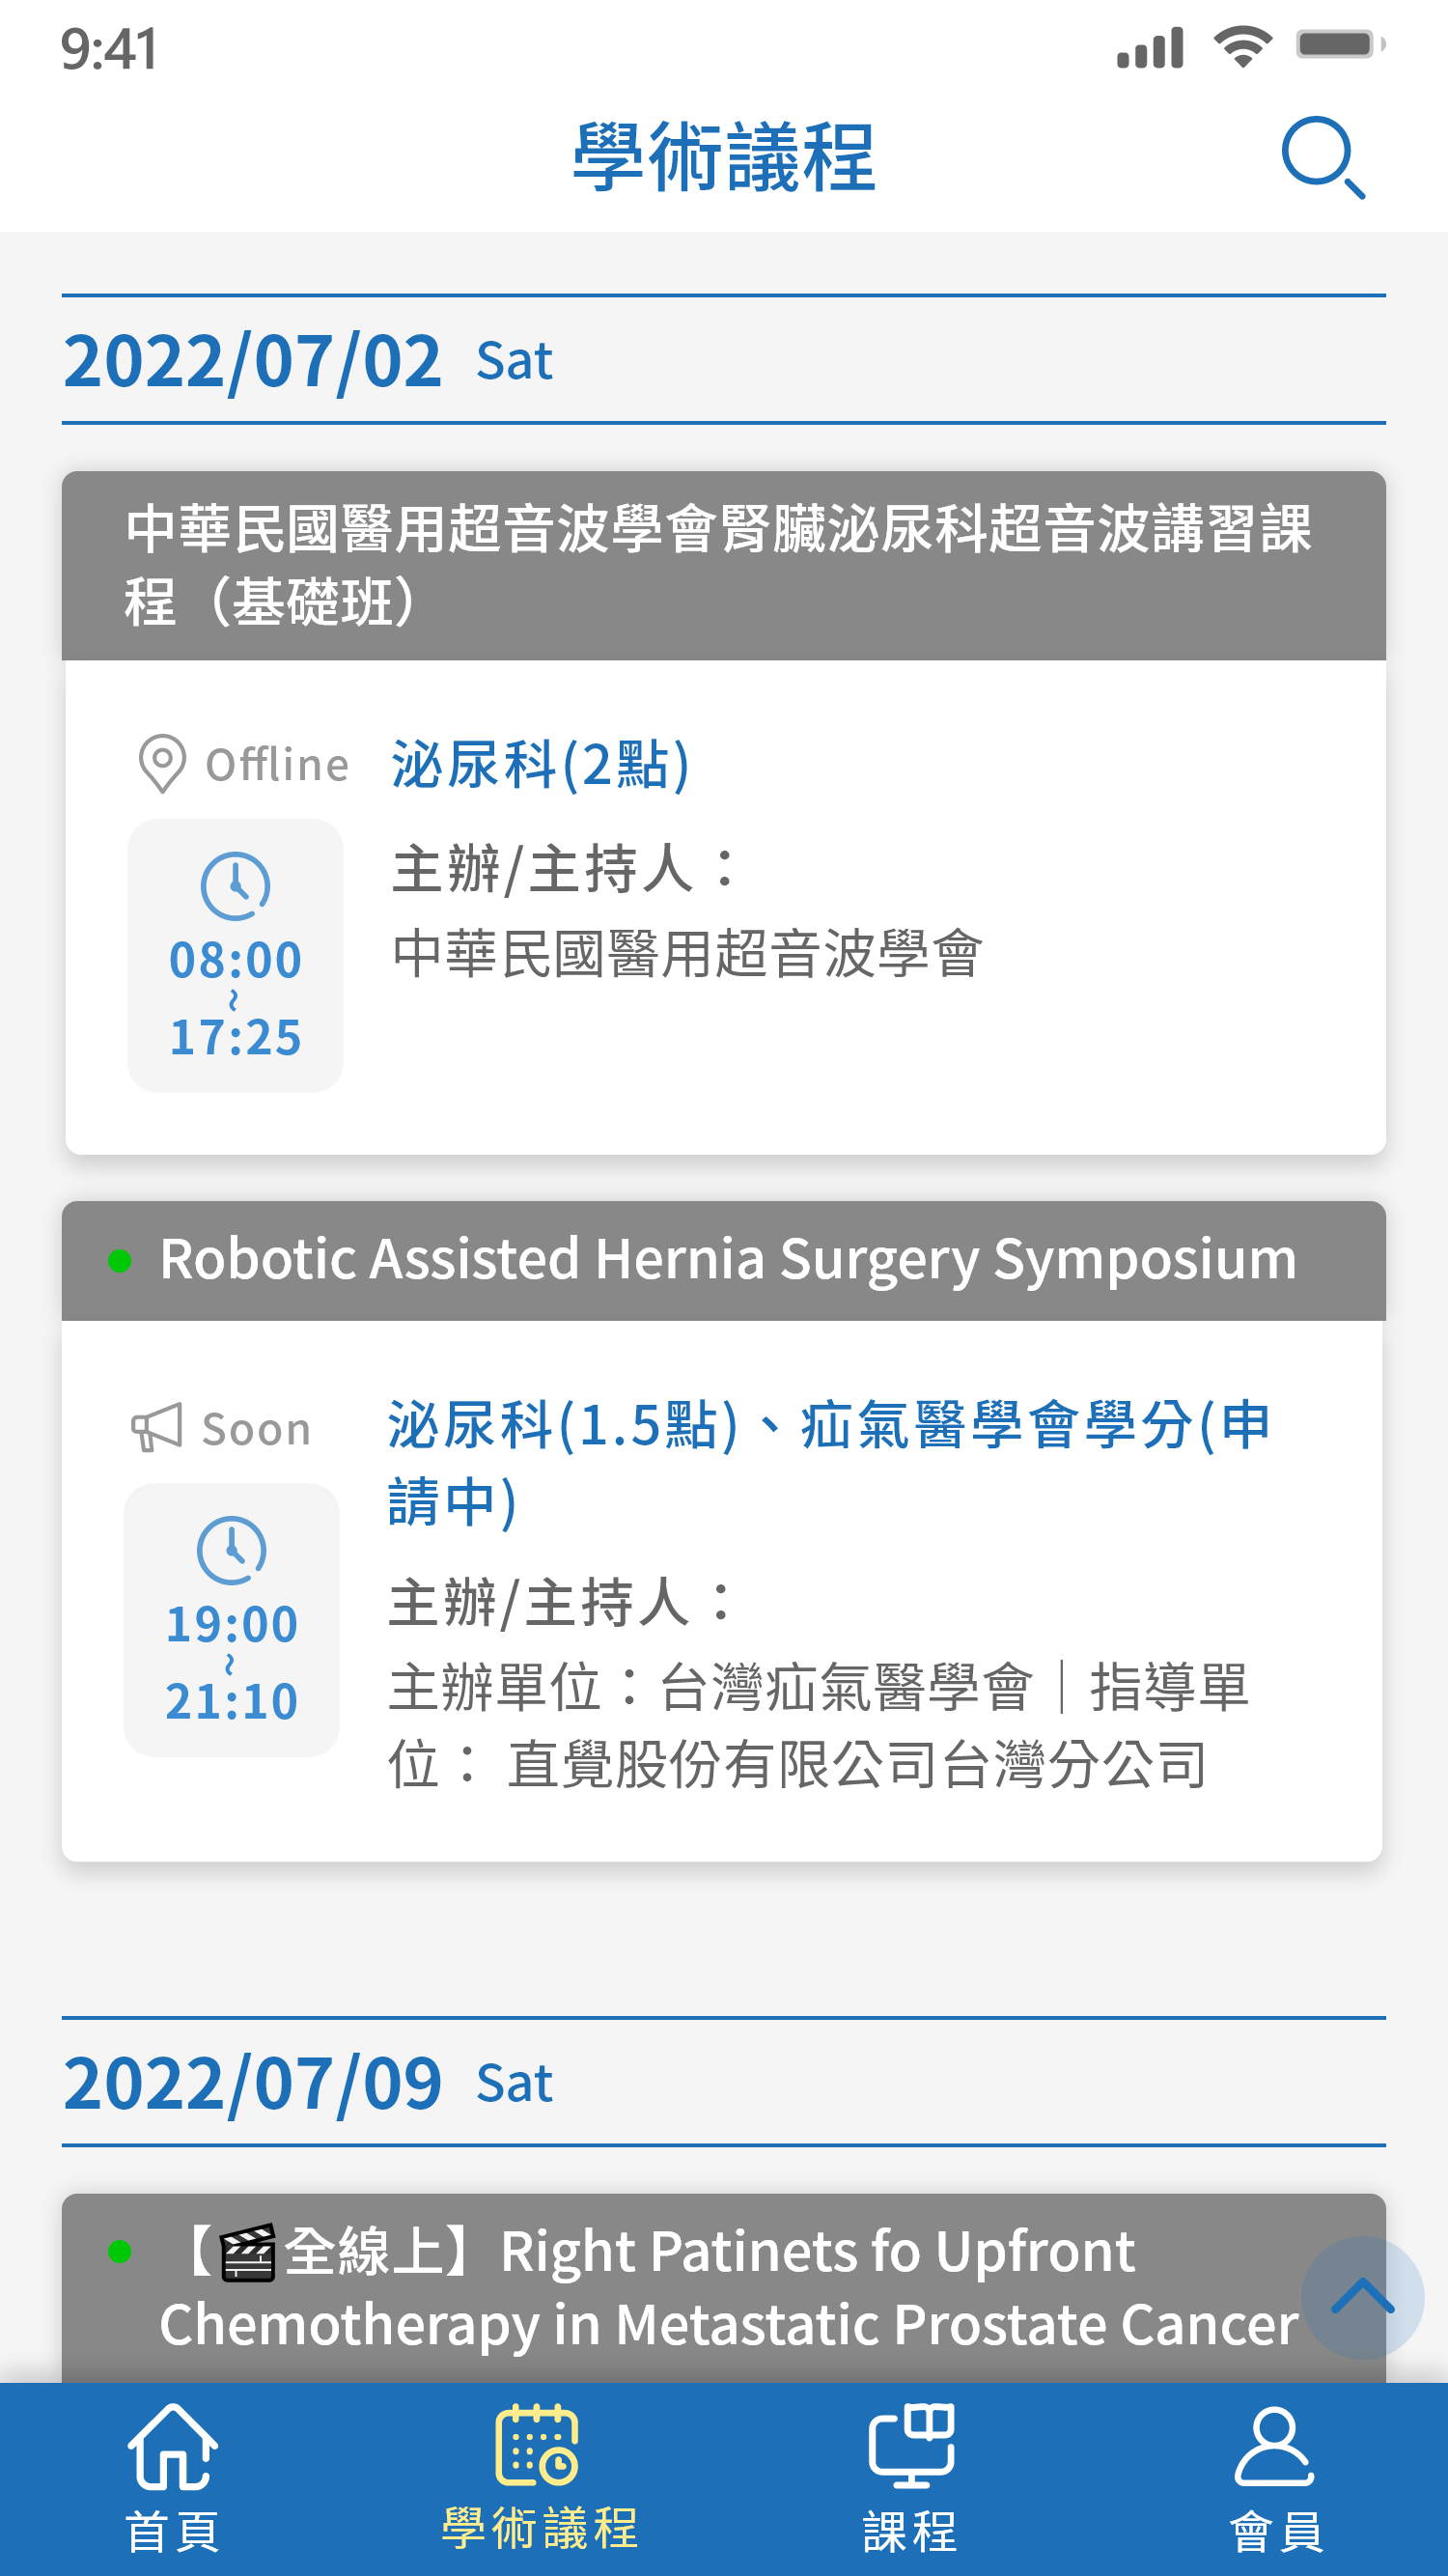 9:41
學術議程
2022/07/02 Sat
中華民國醫用超音波學會腎臟泌尿科超音波講習課
程（基礎班）
Offline
泌尿科(2點)
主辦/主持人：
中華民國醫用超音波學會
08:00
~
17:25
Robotic Assisted Hernia Surgery Symposium
Soon
泌尿科(1.5點)、疝氣醫學會學分(申
請中)
主辦/主持人：
主辦單位：台灣疝氣醫學會｜指導單
位： 直覺股份有限公司台灣分公司
19:00
~
21:10
2022/07/09 Sat
【🎬全線上】Right Patinets fo Upfront
Chemotherapy in Metastatic Prostate Cancer
首頁
學術議程
課程
會員